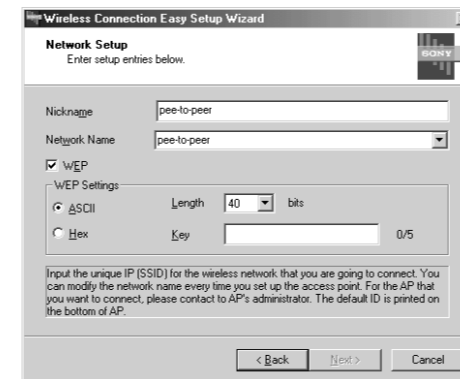 Wireless Connection Easy Setup Wizard
Network Setup
Enter setup entries below.
SONY
Nickname pee-to-peer
Network Name pee-to-peer
WEP
WEP Settings
ASCII Length 40 bits
Hex Key 0/5
Input the unique IP (SSID) for the wireless network that you are going to connect. You
can modify the network name every time you set up the access point. For the AP that
you want to connect, please contact to AP's administrator. The default ID is printed on
the bottom of AP.
< Back Next > Cancel